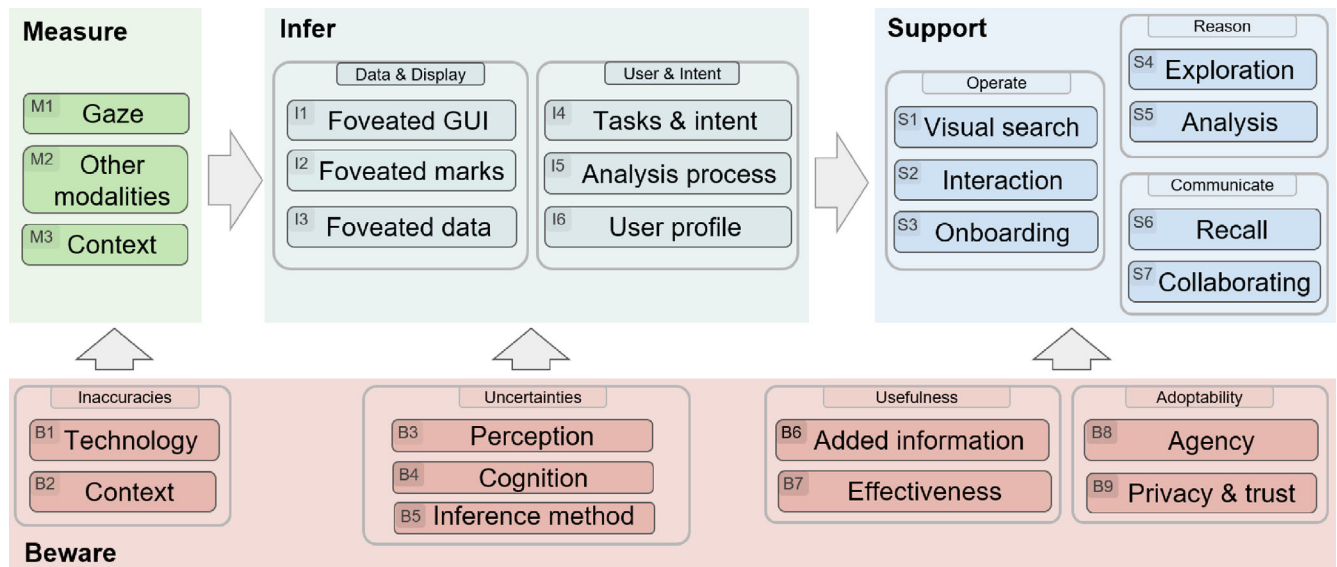 Measure
M1 Gaze
M2 Other
modalities
M3 Context
Infer
Data & Display
I1 Foveated GUI
I2 Foveated marks
I3 Foveated data
User & Intent
I4 Tasks & intent
I5 Analysis process
I6 User profile
Support
Operate
S1 Visual search
S2 Interaction
S3 Onboarding
Reason
S4 Exploration
S5 Analysis
Communicate
S6 Recall
S7 Collaborating
Inaccuracies
B1 Technology
B2 Context
Uncertainties
B3 Perception
B4 Cognition
B5 Inference method
Usefulness
B6 Added information
B7 Effectiveness
Adoptability
B8 Agency
B9 Privacy & trust
Beware